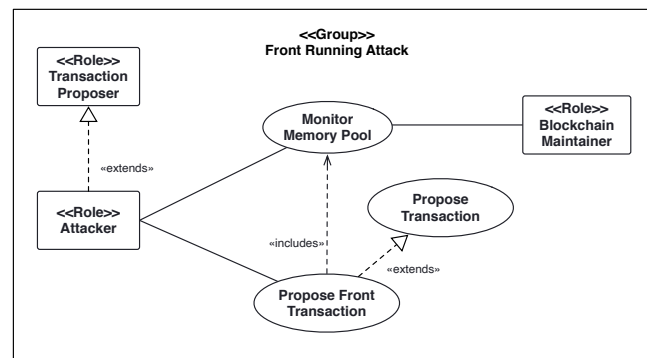 <<Group>>
Front Running Attack
<<Role>>
Transaction
Proposer
Monitor
Memory Pool
<<Role>>
Blockchain
Maintainer
«extends»
<<Role>>
Attacker
Propose
Transaction
«includes»
«extends»
Propose Front
Transaction